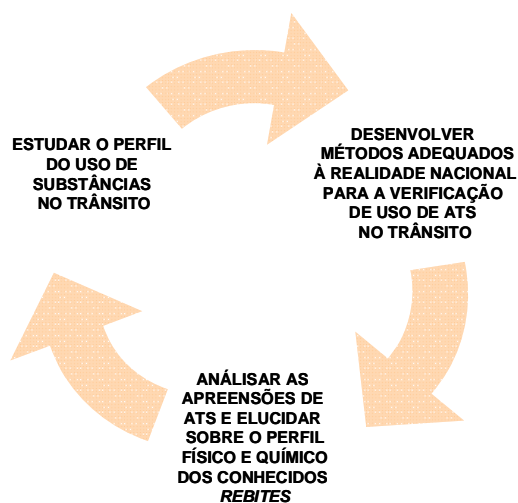 ESTUDAR O PERFIL
DO USO DE
SUBSTÂNCIAS
NO TRÂNSITO
DESENVOLVER
MÉTODOS ADEQUADOS
À REALIDADE NACIONAL
PARA A VERIFICAÇÃO
DE USO DE ATS
NO TRÂNSITO
ANÁLISAR AS
APREENSÕES DE
ATS E ELUCIDAR
SOBRE O PERFIL
FÍSICO E QUÍMICO
DOS CONHECIDOS
REBITES